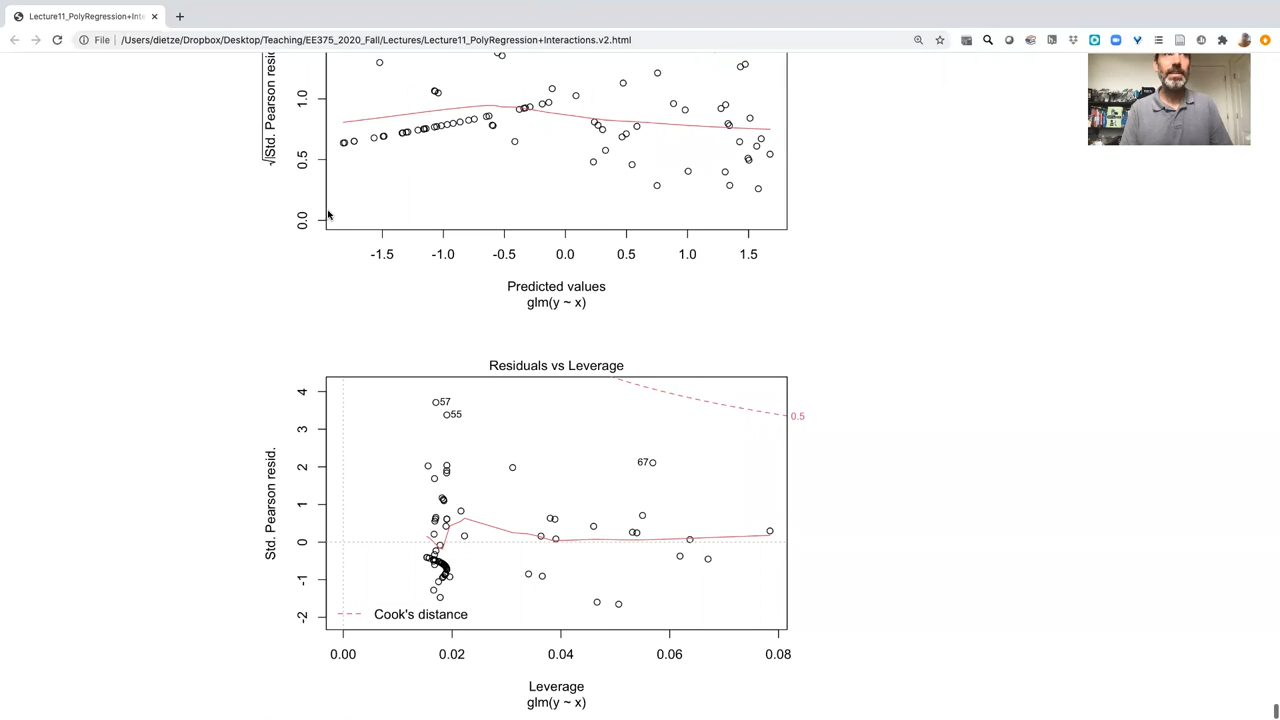 Lecture11_PolyRegression+Inte
File /Users/dietze/Dropbox/Desktop/Teaching/EE375_2020_Fall/Lectures/Lecture11_PolyRegression+Interactions.v2.html
√|Std. Pearson resid
1.0
0.5
0.0
-1.5 -1.0 -0.5 0.0 0.5 1.0 1.5
Predicted values
glm(y ~ x)
Residuals vs Leverage
Std. Pearson resid.
4
3
2
1
0
-1
-2
57
55
67
0.5
Cook's distance
0.00 0.02 0.04 0.06 0.08
Leverage
glm(y ~ x)